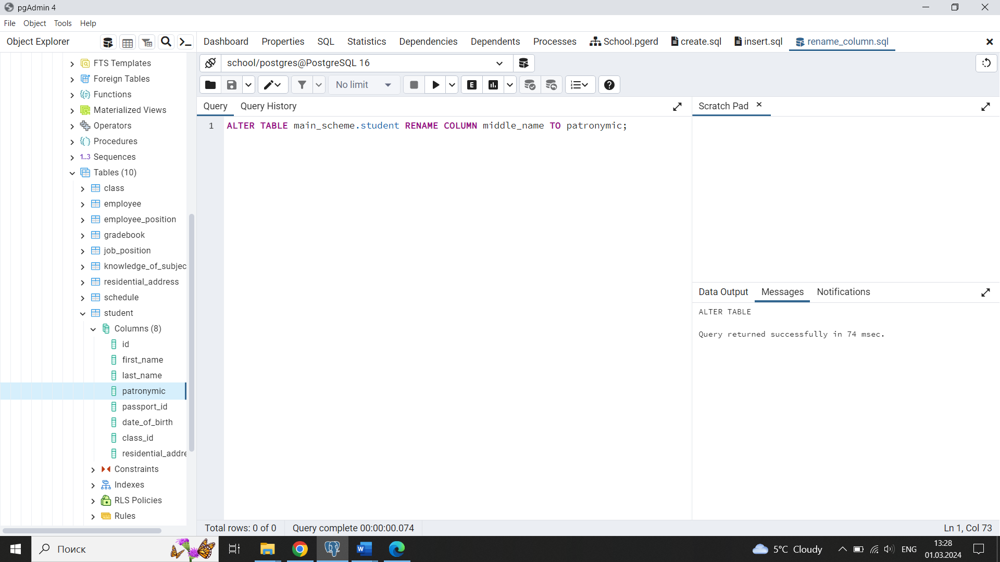 pgAdmin 4
File Object Tools Help
Object Explorer
Dashboard Properties SQL Statistics Dependencies Dependents Processes School.pgerd create.sql insert.sql rename_column.sql
FTS Templates
Foreign Tables
Functions
Materialized Views
Operators
Procedures
1..3 Sequences
Tables (10)
class
employee
employee_position
gradebook
job_position
knowledge_of_subjec
residential_address
schedule
student
Columns (8)
id
first_name
last_name
patronymic
passport_id
date_of_birth
class_id
residential_addre
Constraints
Indexes
RLS Policies
Rules
school/postgres@PostgreSQL 16
No limit
E
Query Query History
1 ALTER TABLE main_scheme.student RENAME COLUMN middle_name TO patronymic;
Scratch Pad
Data Output Messages Notifications
ALTER TABLE
Query returned successfully in 74 msec.
Total rows: 0 of 0 Query complete 00:00:00.074 Ln 1, Col 73
Поиск
5°C Cloudy ENG
13:28
01.03.2024